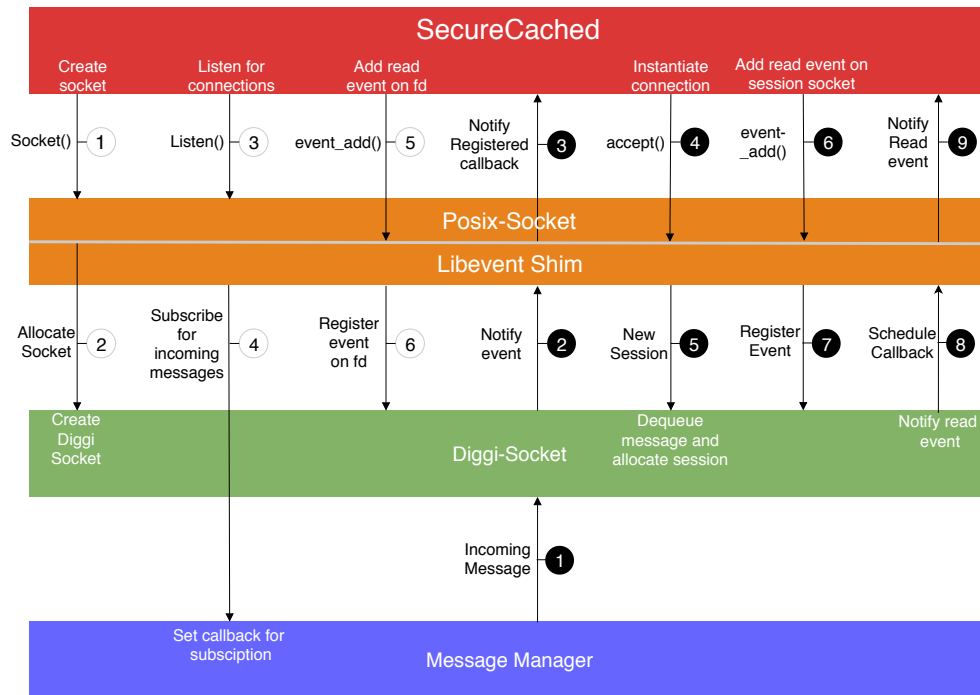 SecureCached
Create
socket
Listen for
connections
Add read
event on fd
Instantiate
connection
Add read event on
session socket
Socket()
1
Listen()
3
event_add()
5
Notify
Registered
callback
3
accept()
4
event-
_add()
6
Notify
Read
event
9
Posix-Socket
Libevent Shim
Allocate
Socket
2
Subscribe
for
incoming
messages
4
Register
event
on fd
6
Notify
event
2
New
Session
5
Register
Event
7
Schedule
Callback
8
Create
Diggi
Socket
Diggi-Socket
Dequeue
message and
allocate session
Notify read
event
Incoming
Message
1
Set callback for
subsciption
Message Manager